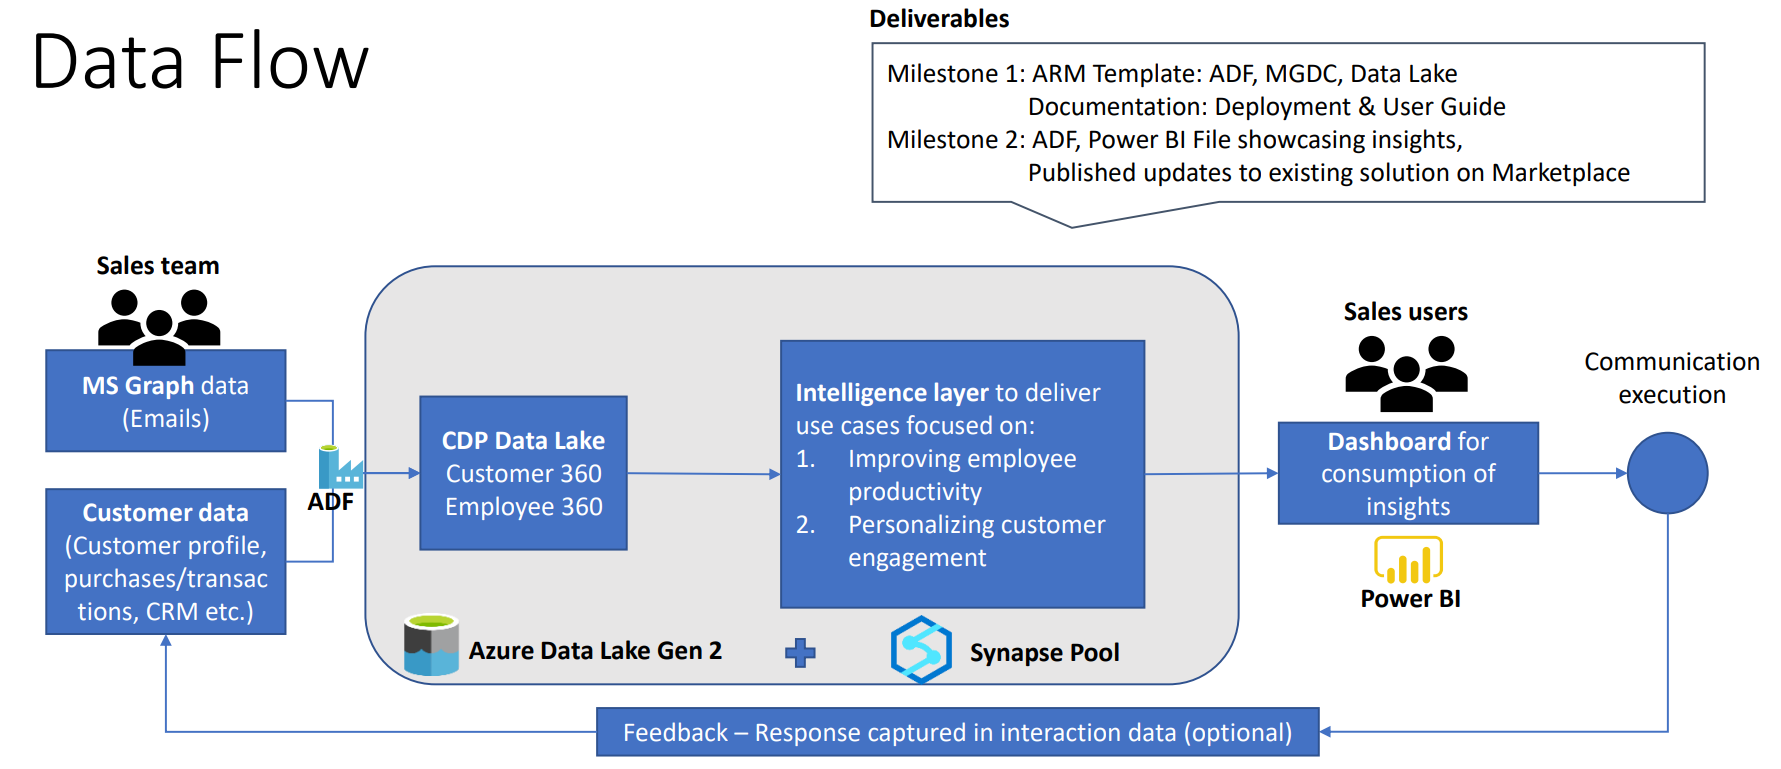 Data Flow
Deliverables
Milestone 1: ARM Template: ADF, MGDC, Data Lake
Documentation: Deployment & User Guide
Milestone 2: ADF, Power BI File showcasing insights,
Published updates to existing solution on Marketplace
Sales team
MS Graph data
(Emails)
Customer data
(Customer profile,
purchases/transac
tions, CRM etc.)
ADF
CDP Data Lake
Customer 360
Employee 360
Intelligence layer to deliver
use cases focused on:
1. Improving employee
productivity
2. Personalizing customer
engagement
Azure Data Lake Gen 2
Synapse Pool
Sales users
Dashboard for
consumption of
insights
Power BI
Communication
execution
Feedback – Response captured in interaction data (optional)